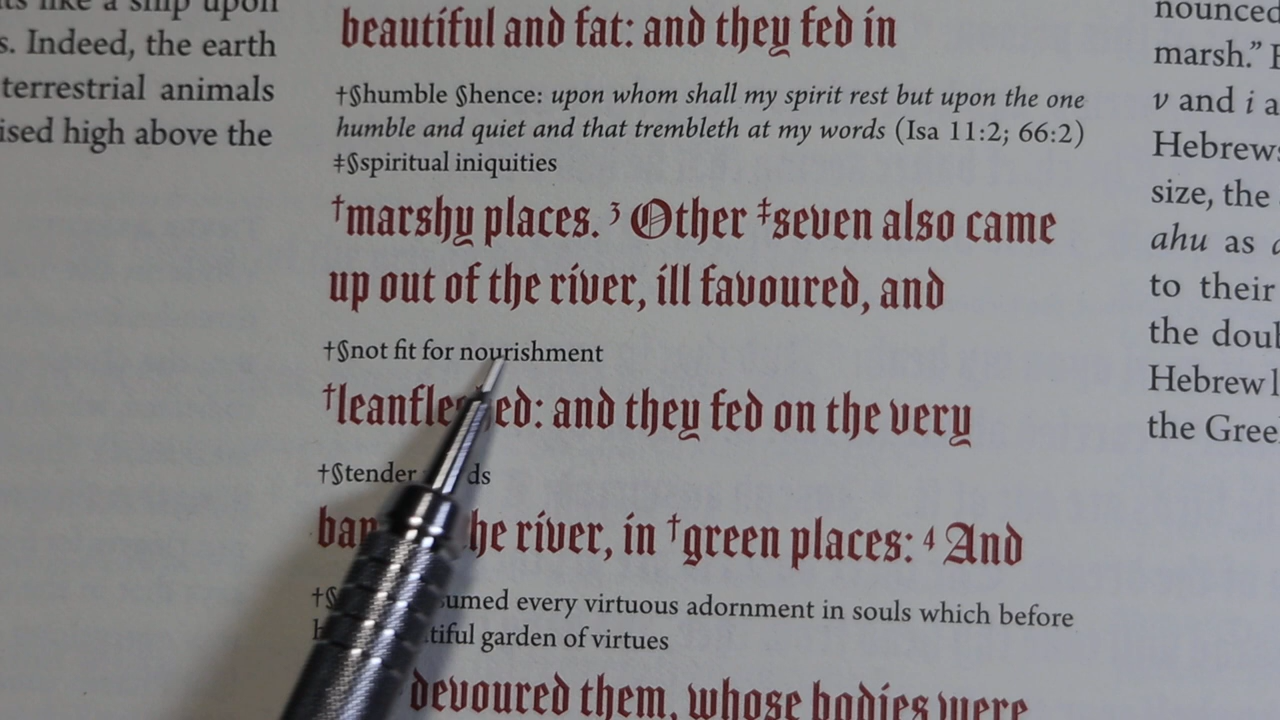 ts like a ship upon
s. Indeed, the earth
terrestrial animals
ised high above the
beautiful and fat: and they fed in
†§humble §hence: upon whom shall my spirit rest but upon the one
humble and quiet and that trembleth at my words (Isa 11:2; 66:2)
‡§spiritual iniquities
†marshy places. 3 Other ‡seven also came
up out of the river, ill favoured, and
†§not fit for nourishment
†leanfle ed: and they fed on the very
†§tender ds
ban he river, in †green places: 4 And
†§ umed every virtuous adornment in souls which before
tiful garden of virtues
devoured them, whose bodies were
nounced
marsh.”
v and i a
Hebrews
size, the
ahu as
to their
the doul
Hebrew l
the Gree